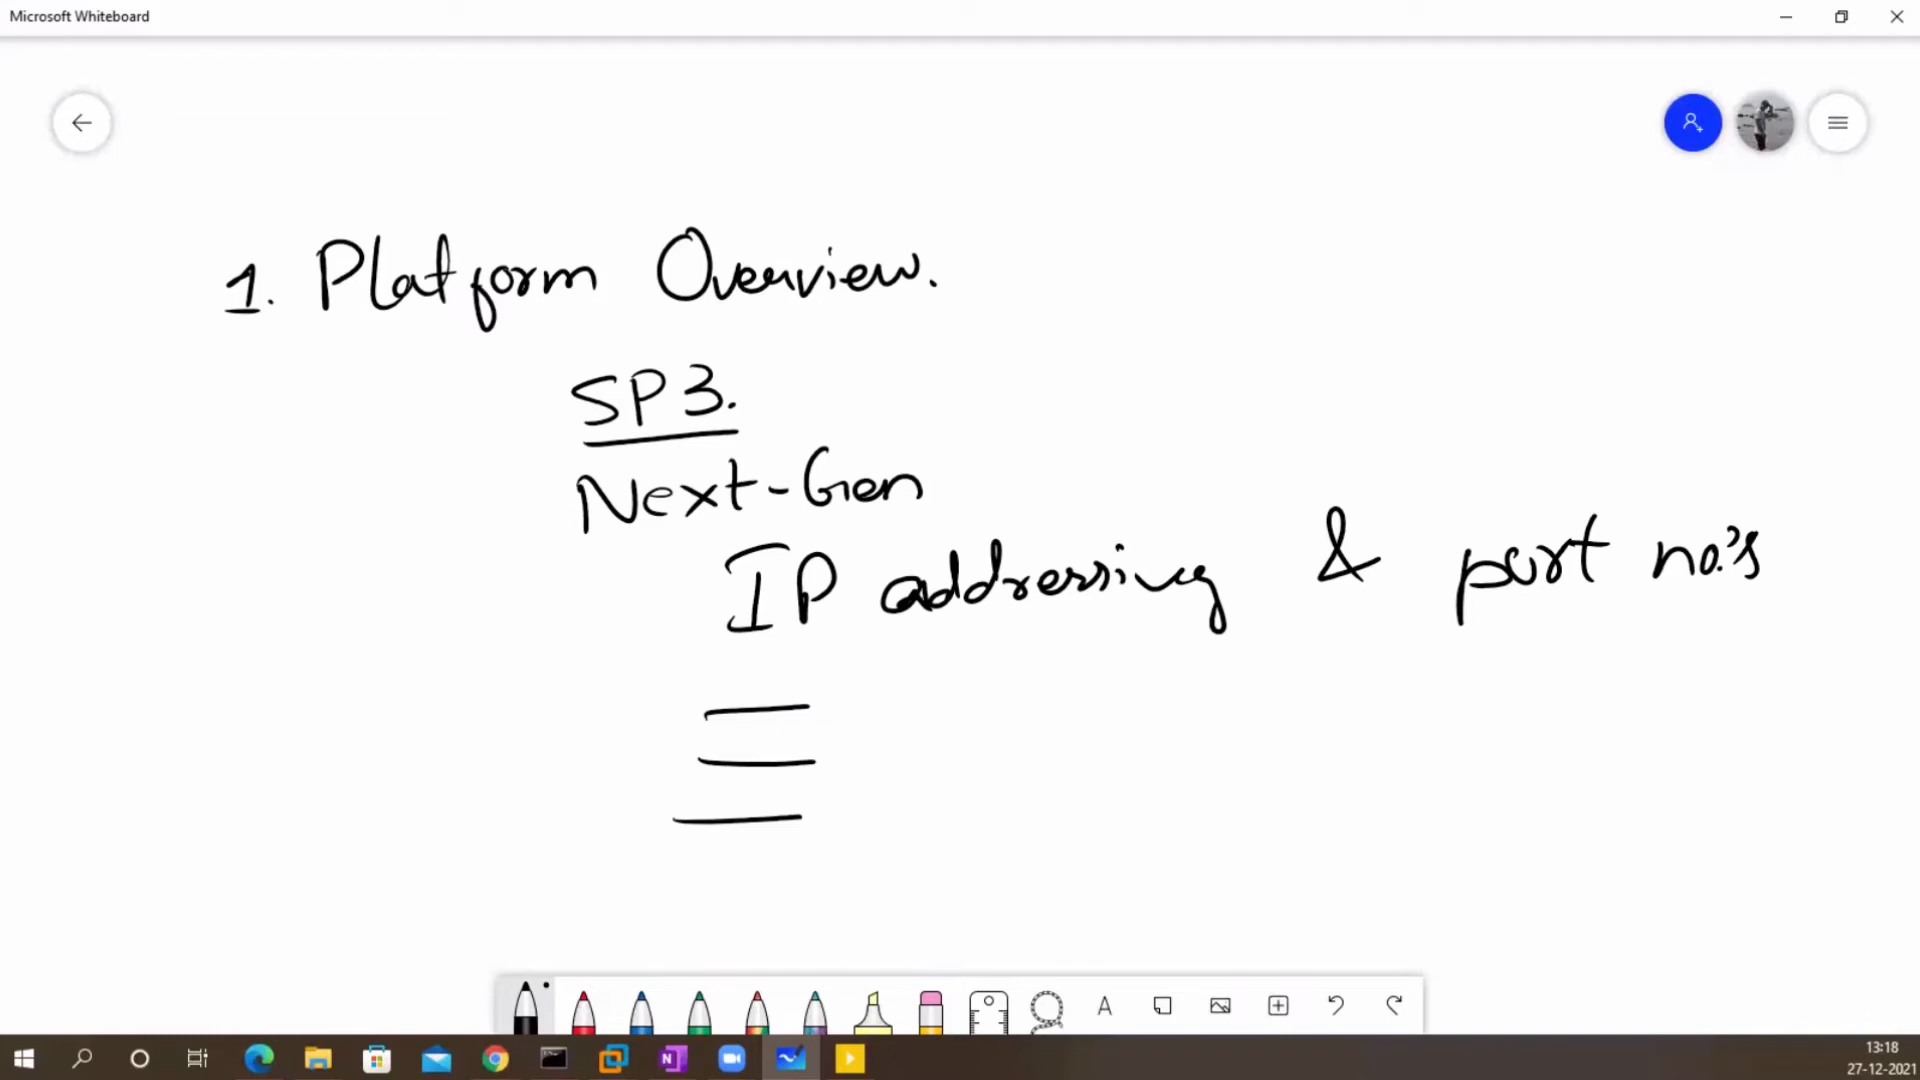 Microsoft Whiteboard
1. Platform Overview.
SP3.
Next-Gen
IP addressing & port no.'s
A
N
13:18
27-12-2021